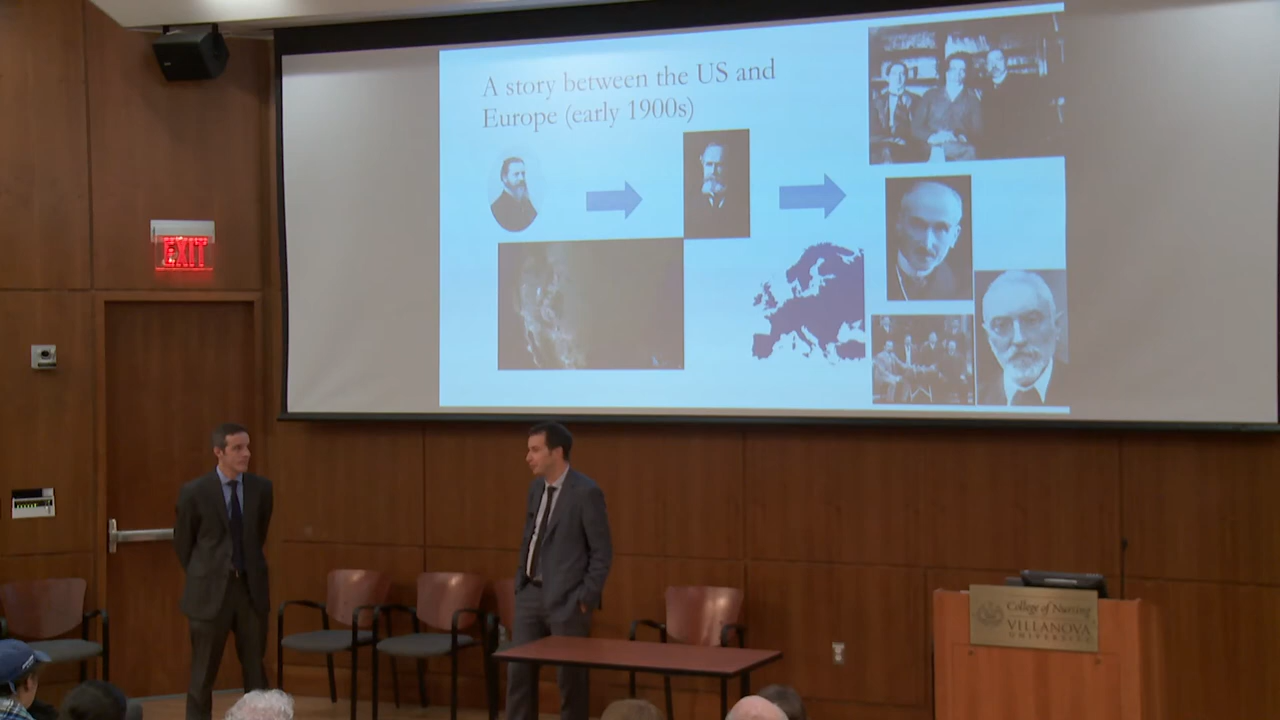 A story between the US and
Europe (early 1900s)
EXIT
College of Nursing
VILLANOVA
UNIVERSITY